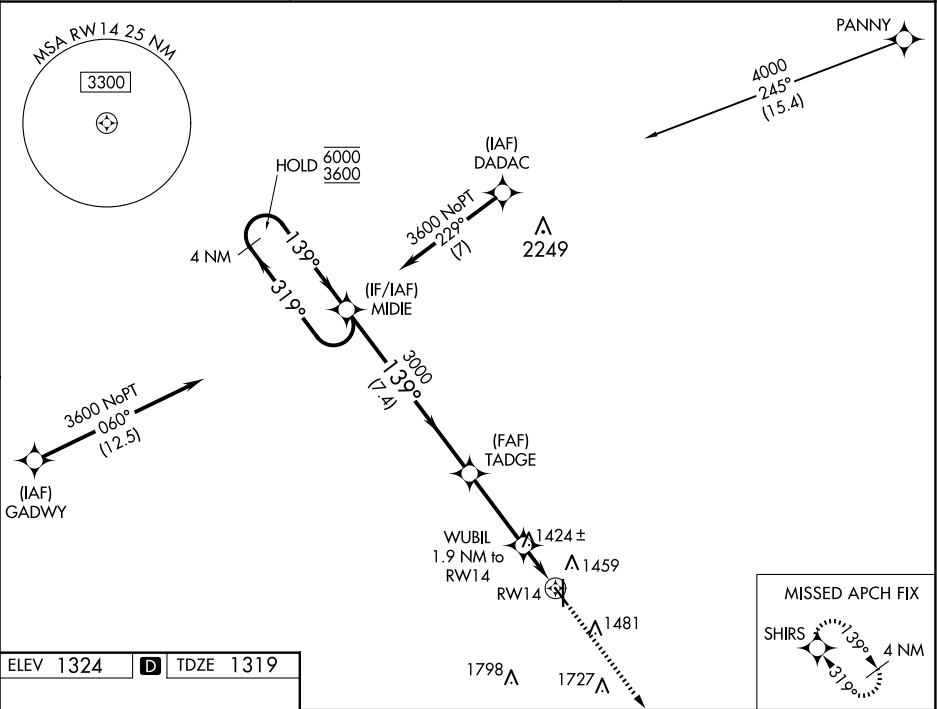 MSA RW14 25 NM
3300
PANNY
4000
245°
(15.4)
(IAF)
DADAC
3600 NoPT
229°
(7)
2249
HOLD 6000
3600
4 NM
139°
319°
(IF/IAF)
MIDIE
3000
139°
(7.4)
3600 NoPT
060°
(12.5)
(IAF)
GADWY
(FAF)
TADGE
WUBIL
1.9 NM to
RW14
1424 ±
1459
RW14
1481
1798
1727
MISSED APCH FIX
SHIRS
139°
4 NM
319°
ELEV 1324 D TDZE 1319